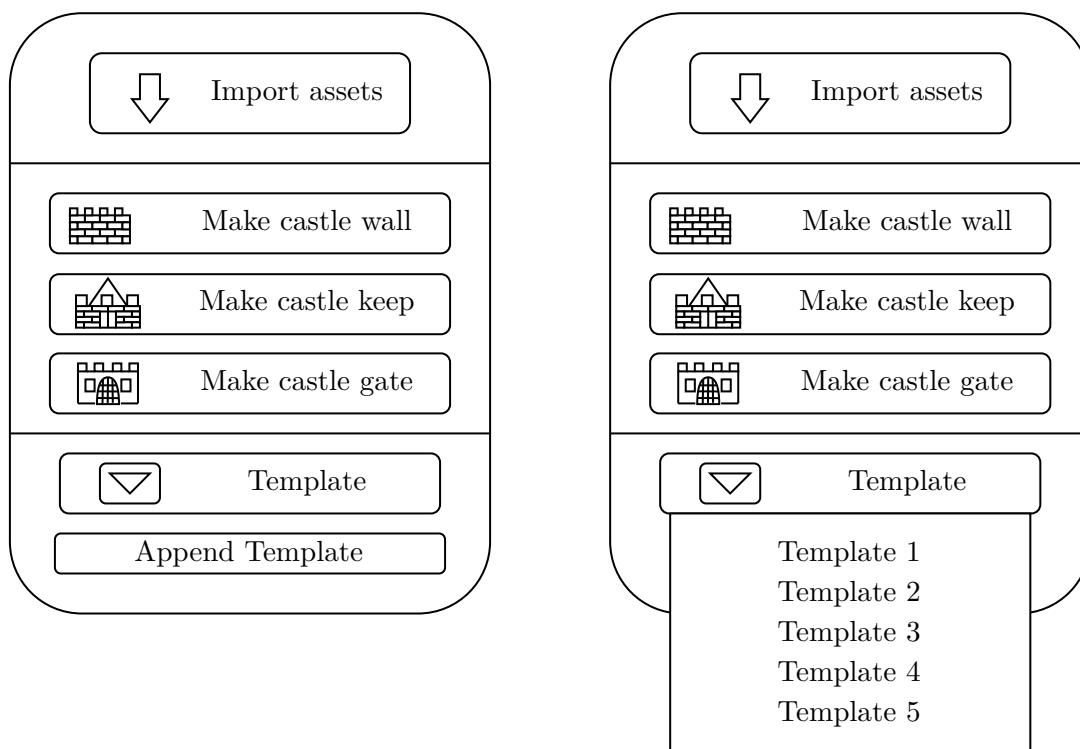 Import assets
Make castle wall
Make castle keep
Make castle gate
Template
Append Template
Import assets
Make castle wall
Make castle keep
Make castle gate
Template
Template 1
Template 2
Template 3
Template 4
Template 5